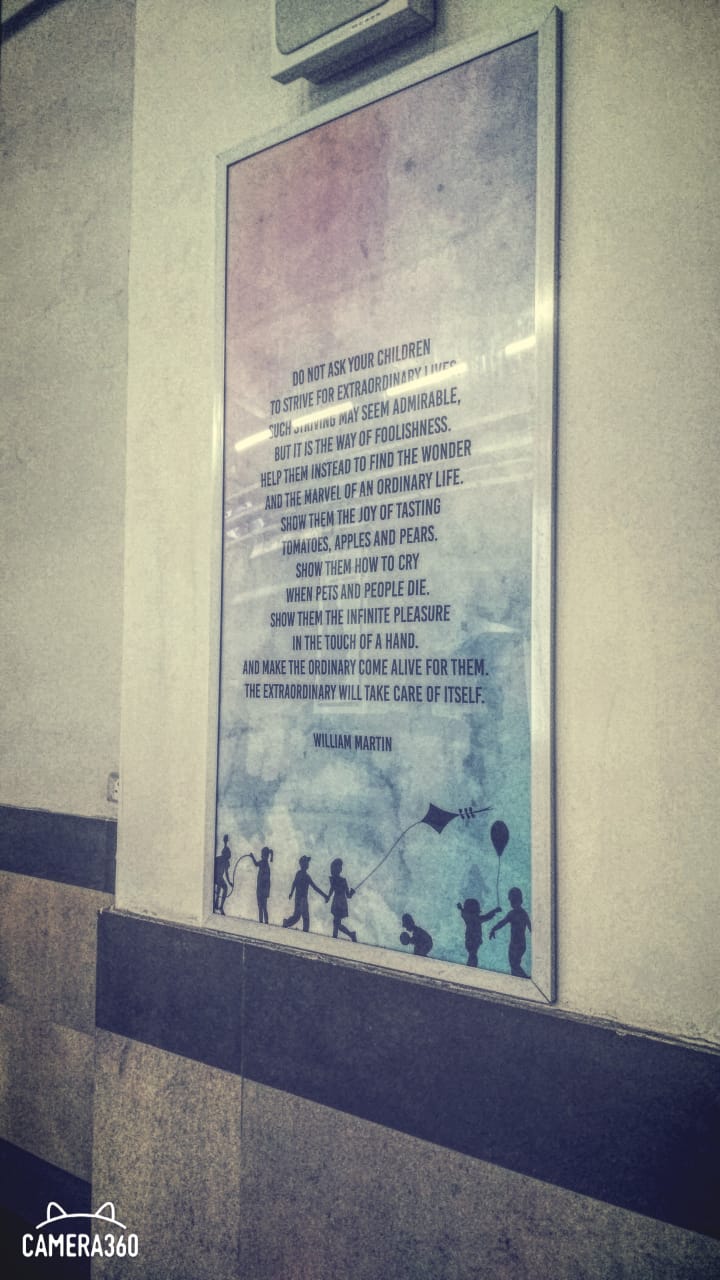 DO NOT ASK YOUR CHILDREN
TO STRIVE FOR EXTRAORDINARY LIVES.
SUCH STRIVING MAY SEEM ADMIRABLE,
BUT IT IS THE WAY OF FOOLISHNESS.
HELP THEM INSTEAD TO FIND THE WONDER
AND THE MARVEL OF AN ORDINARY LIFE.
SHOW THEM THE JOY OF TASTING
TOMATOES, APPLES AND PEARS.
SHOW THEM HOW TO CRY
WHEN PETS AND PEOPLE DIE.
SHOW THEM THE INFINITE PLEASURE
IN THE TOUCH OF A HAND.
AND MAKE THE ORDINARY COME ALIVE FOR THEM.
THE EXTRAORDINARY WILL TAKE CARE OF ITSELF.
WILLIAM MARTIN
CAMERA360